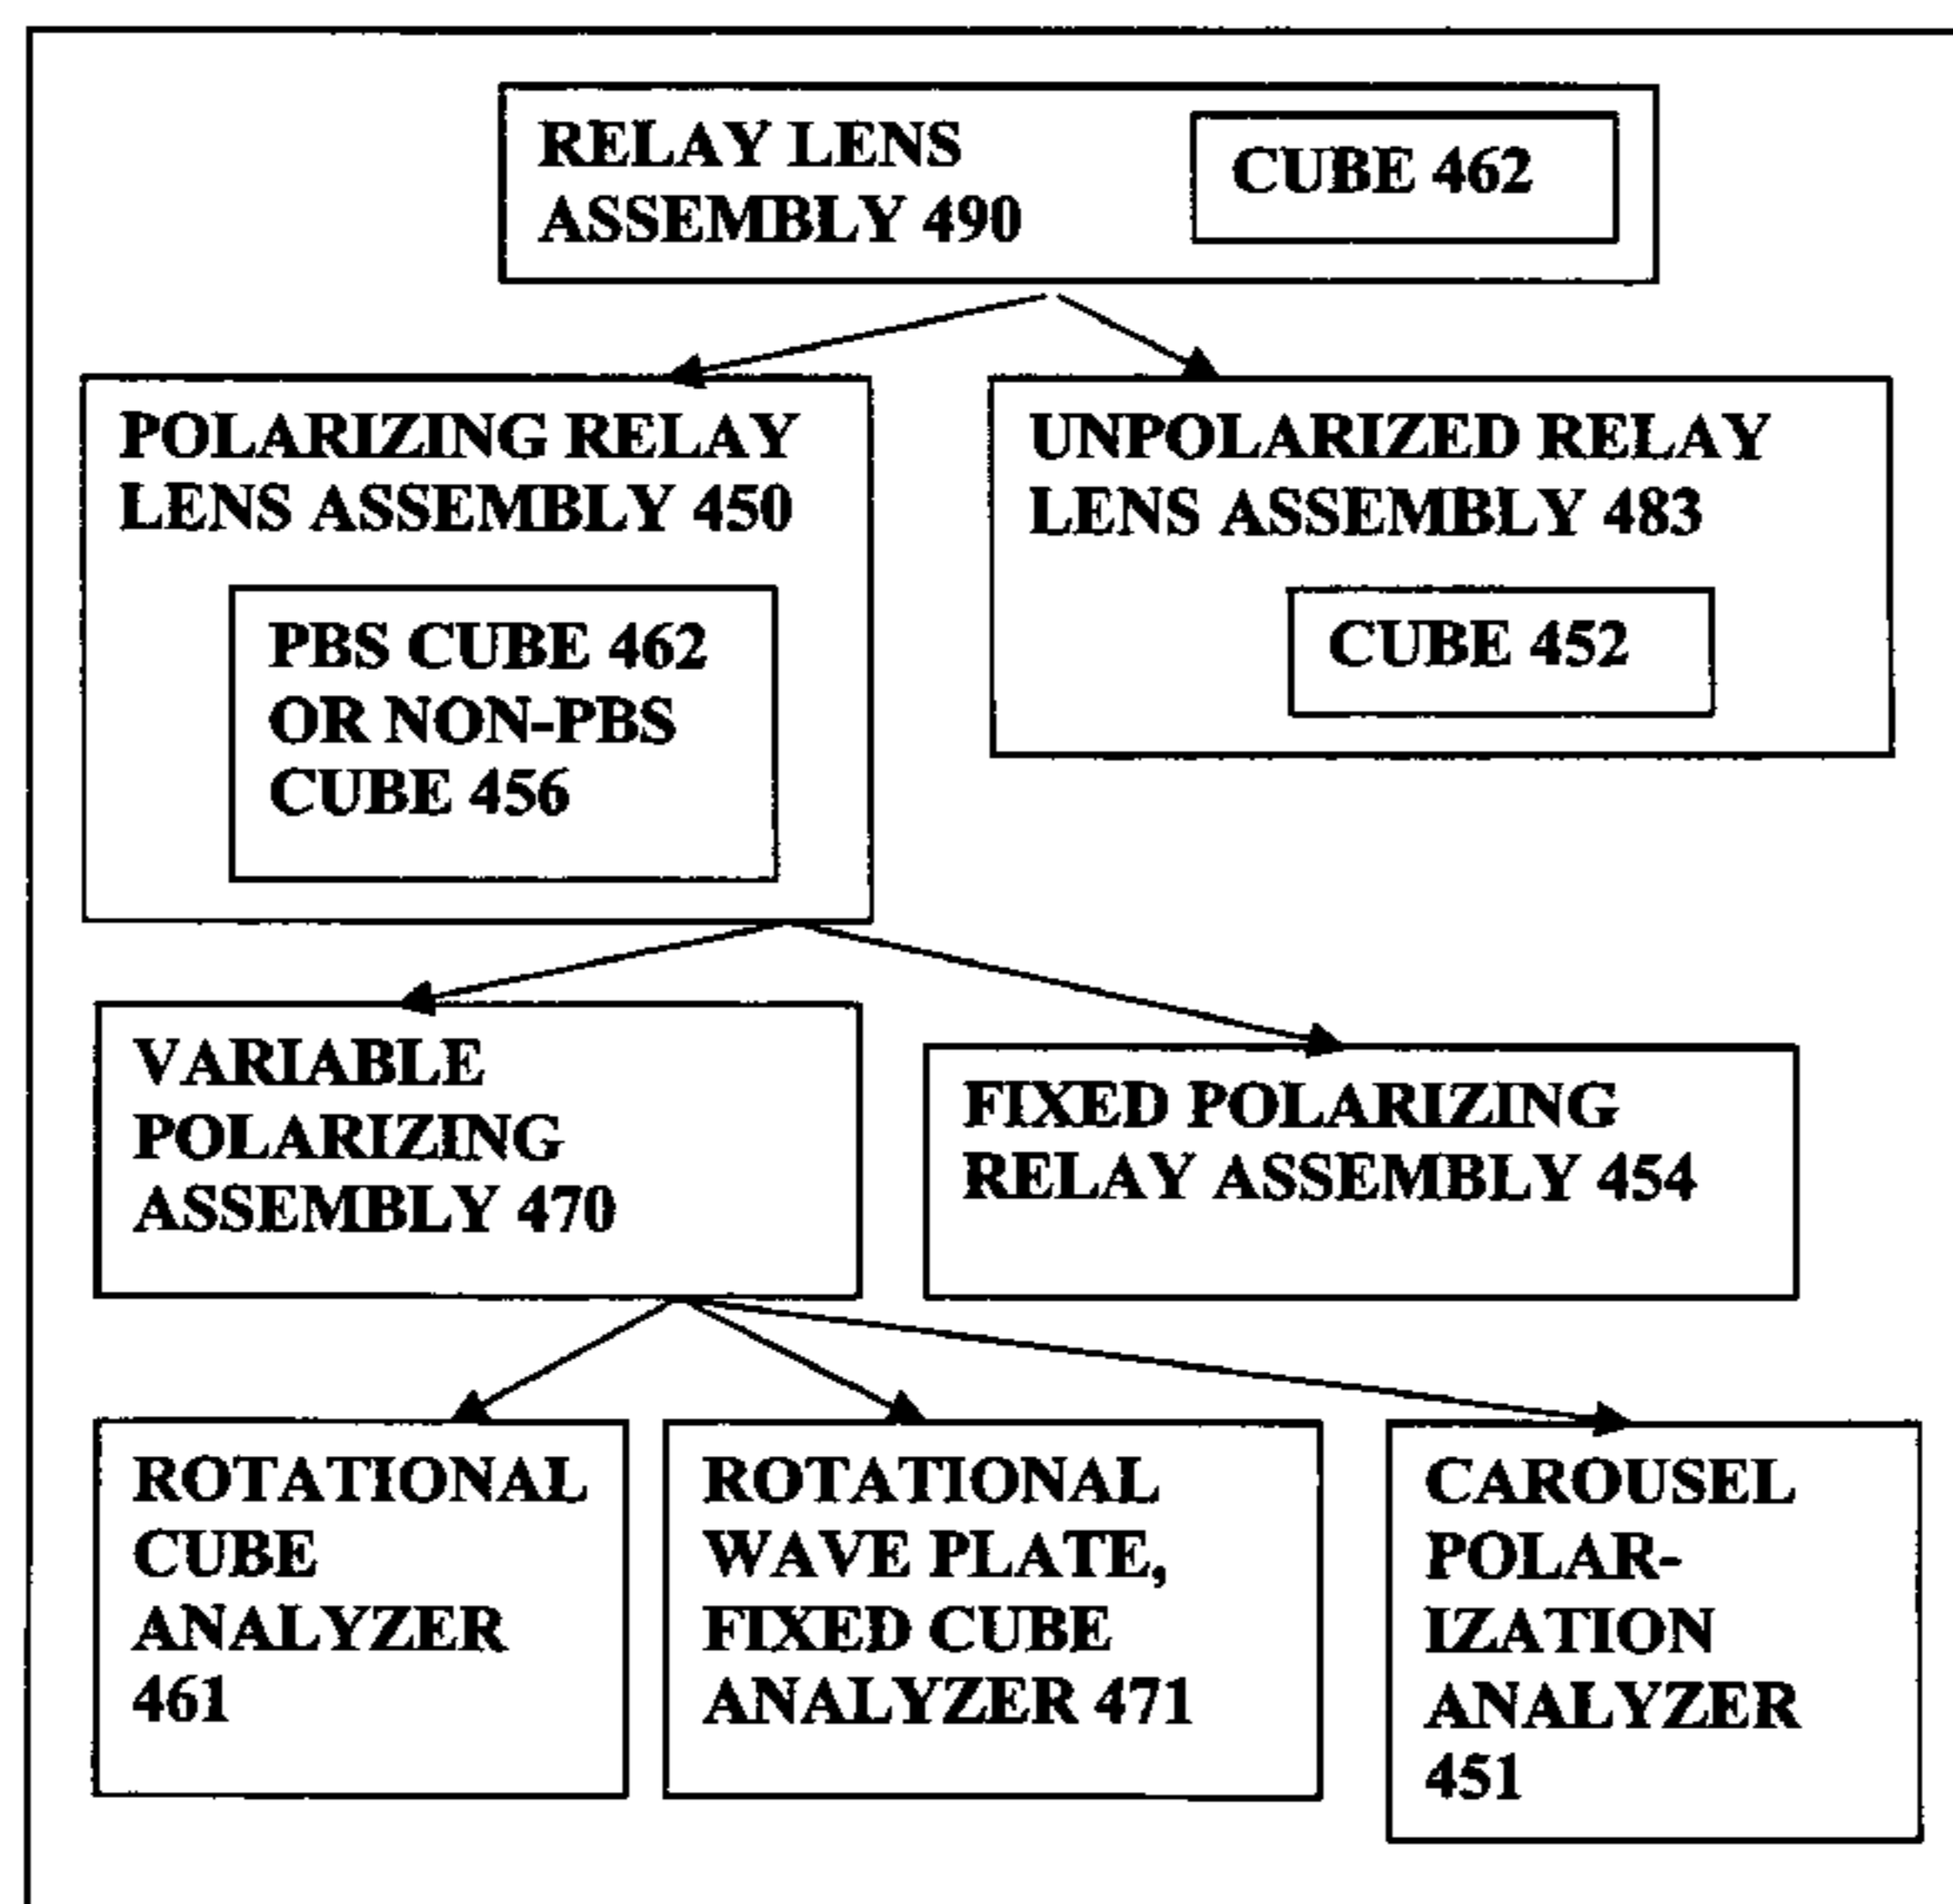 RELAY LENS
ASSEMBLY 490
CUBE 462
POLARIZING RELAY
LENS ASSEMBLY 450
PBS CUBE 462
OR NON-PBS
CUBE 456
UNPOLARIZED RELAY
LENS ASSEMBLY 483
CUBE 452
VARIABLE
POLARIZING
ASSEMBLY 470
FIXED POLARIZING
RELAY ASSEMBLY 454
ROTATIONAL
CUBE
ANALYZER
461
ROTATIONAL
WAVE PLATE,
FIXED CUBE
ANALYZER 471
CAROUSEL
POLAR-
IZATION
ANALYZER
451